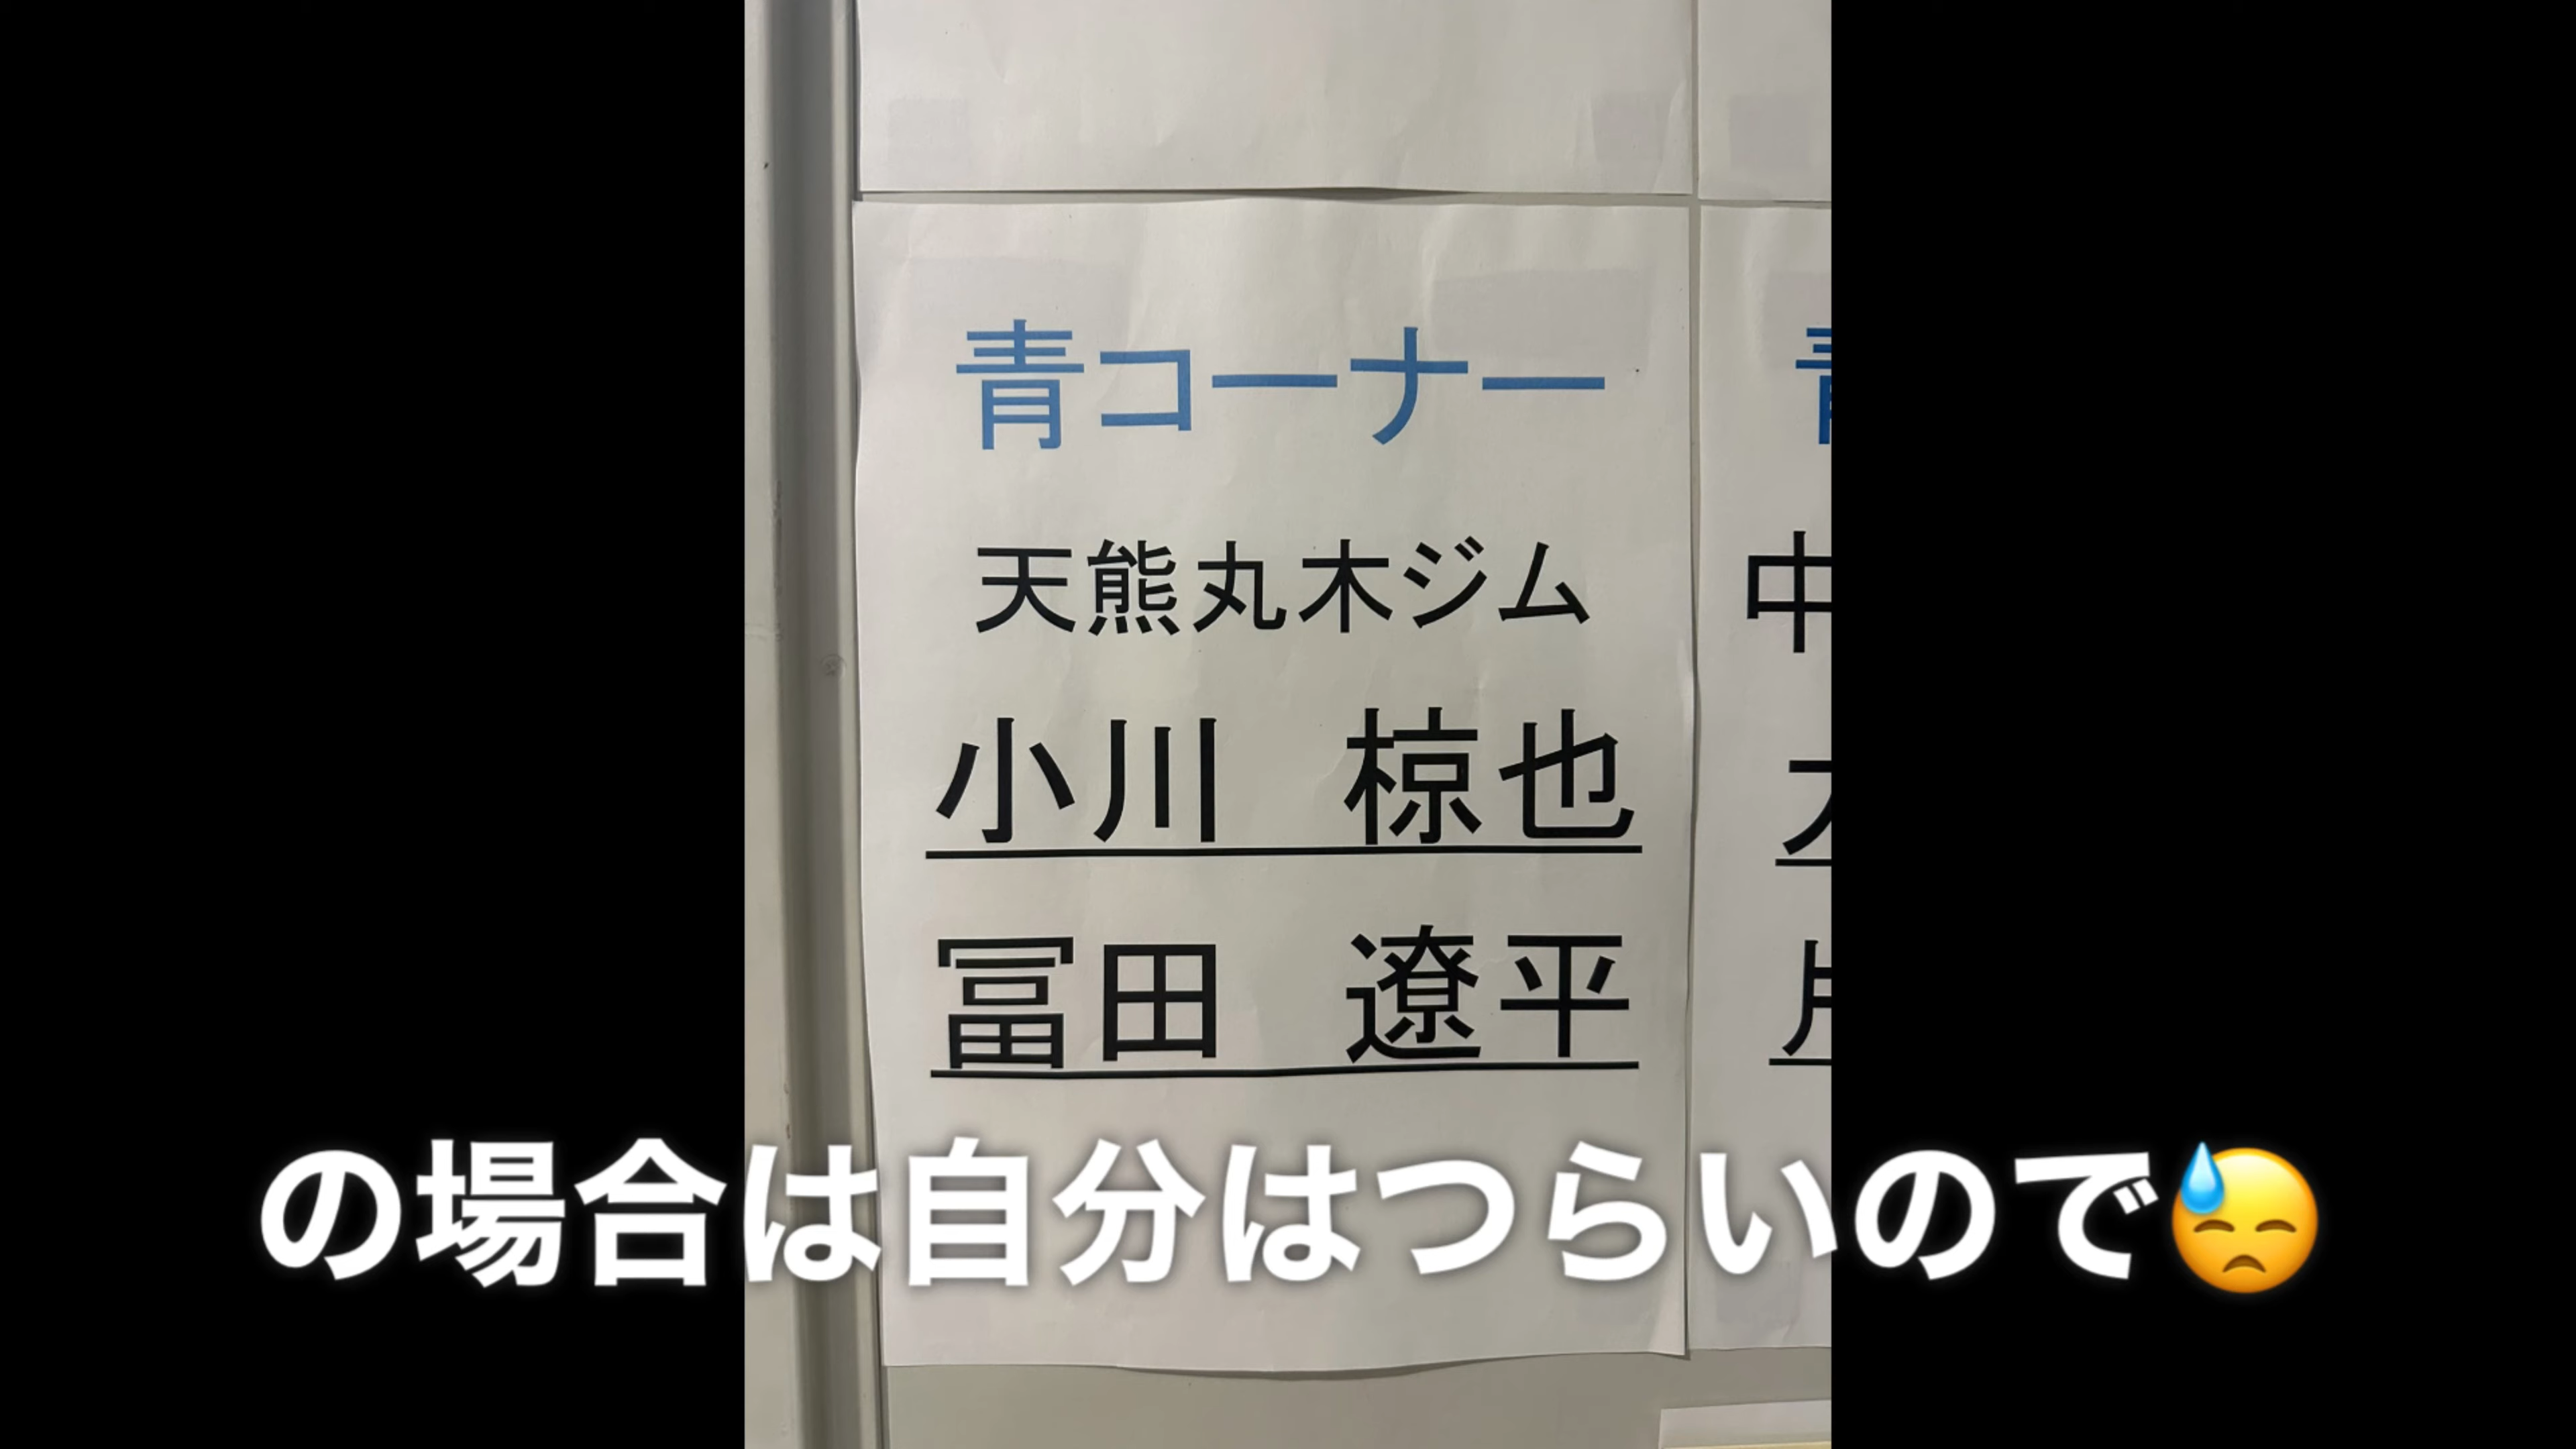 青コーナー
天熊丸木ジム
小川 椋也
冨田 遼平
中
の場合は自分はつらいので😓